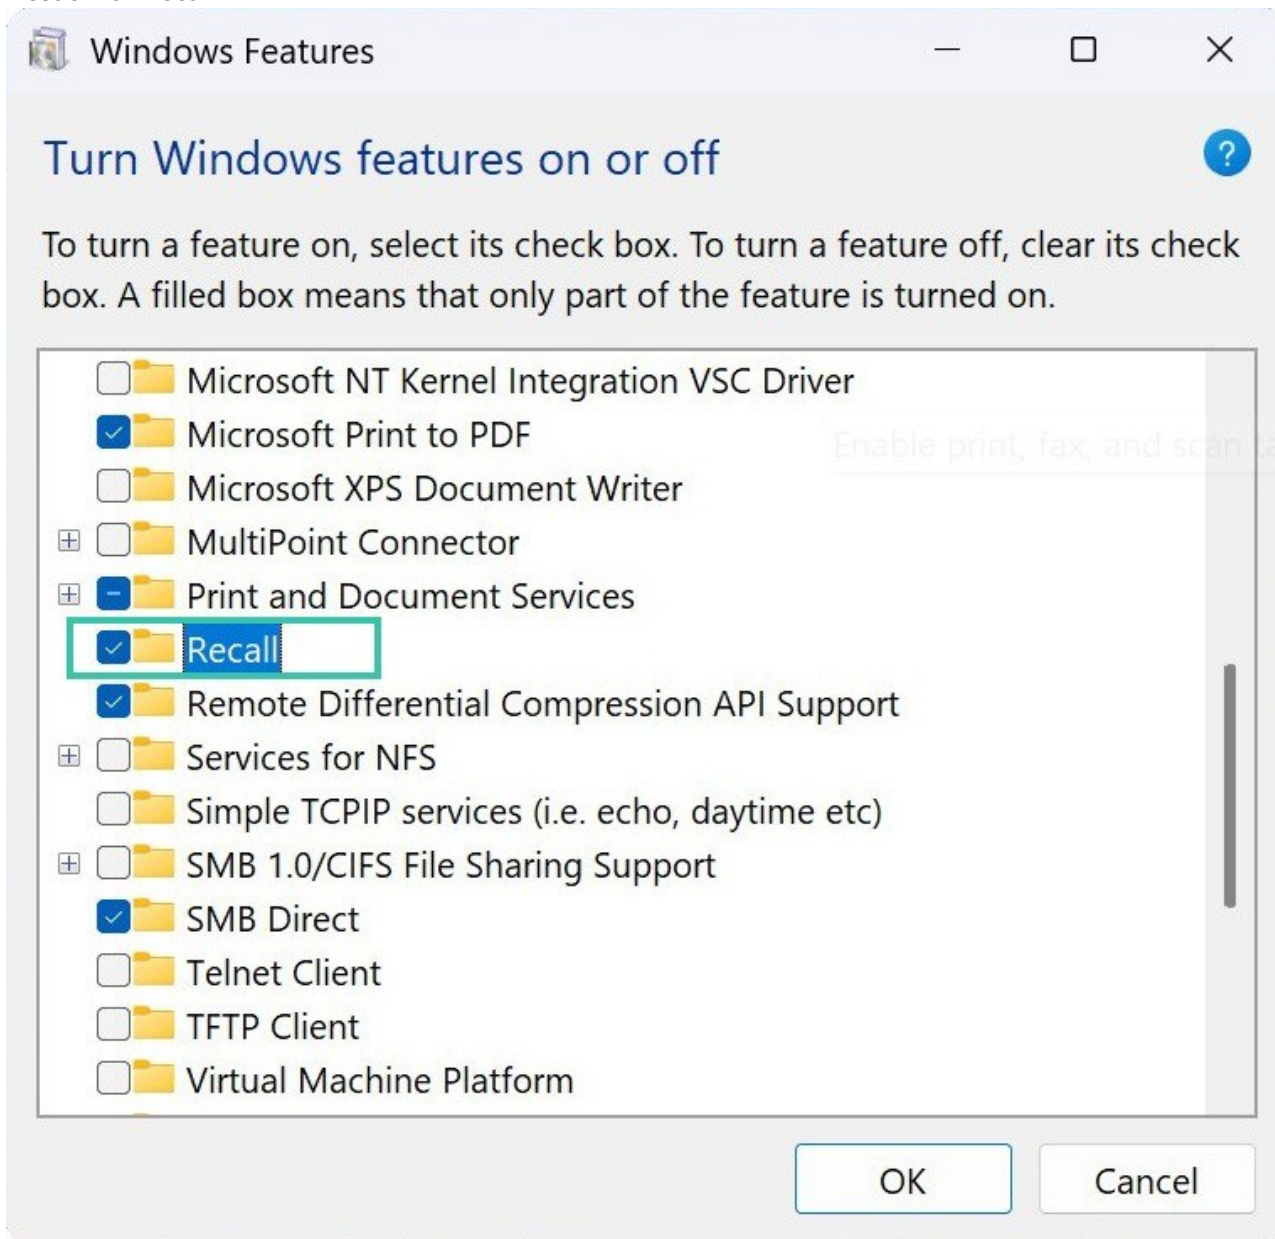 Windows Features
Turn Windows features on or off
?
To turn a feature on, select its check box. To turn a feature off, clear its check
box. A filled box means that only part of the feature is turned on.
Microsoft NT Kernel Integration VSC Driver
Microsoft Print to PDF
Enable print, fax, and scan
Microsoft XPS Document Writer
MultiPoint Connector
Print and Document Services
Recall
Remote Differential Compression API Support
Services for NFS
Simple TCPIP services (i.e. echo, daytime etc)
SMB 1.0/CIFS File Sharing Support
SMB Direct
Telnet Client
TFTP Client
Virtual Machine Platform
OK
Cancel